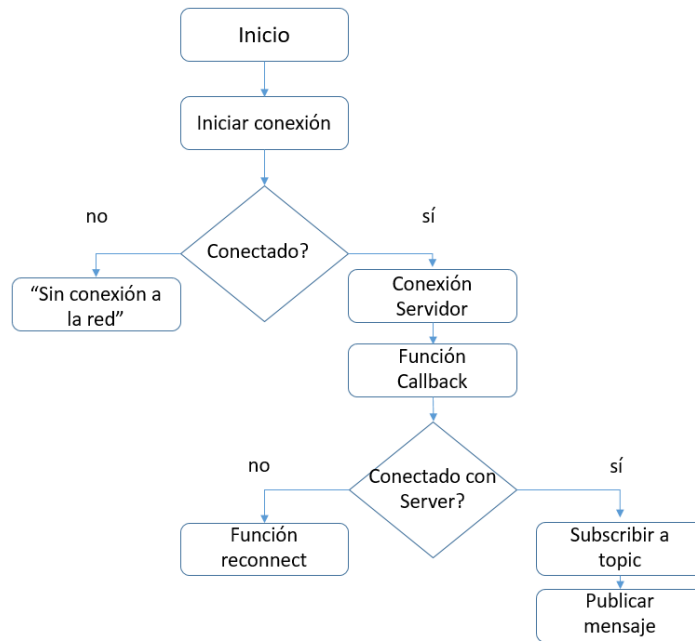 Inicio
Iniciar conexión
no
sí
Conectado?
“Sin conexión a
la red”
Conexión
Servidor
Función
Callback
no
sí
Conectado con
Server?
Función
reconnect
Subscribir a
topic
Publicar
mensaje